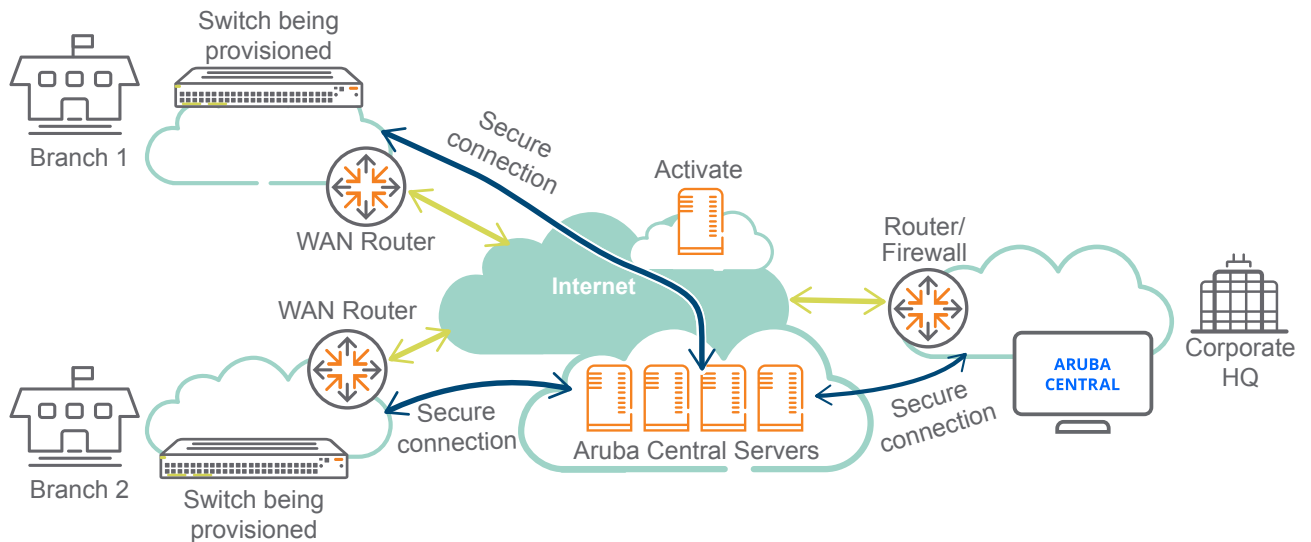 Switch being
provisioned
Branch 1
Secure
connection
WAN Router
Activate
Internet
Router/
Firewall
WAN Router
Corporate
HQ
ARUBA
CENTRAL
Branch 2
Secure
connection
Aruba Central Servers
Secure
connection
Switch being
provisioned